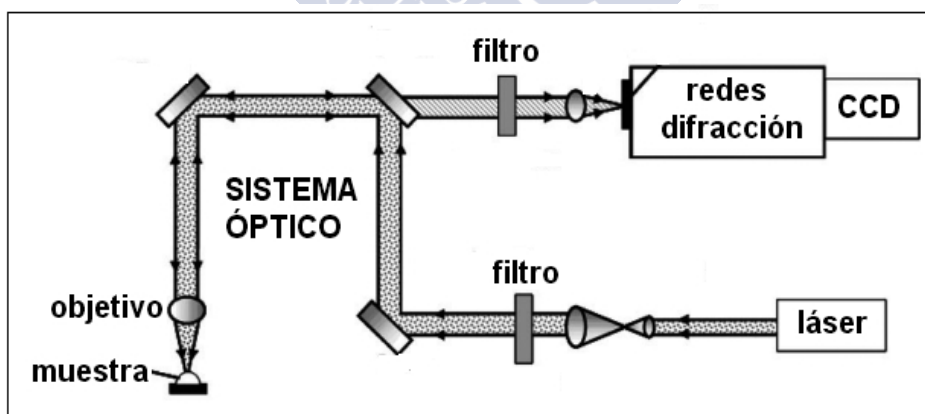 filtro
redes
difracción
CCD
SISTEMA
ÓPTICO
filtro
objetivo
láser
muestra